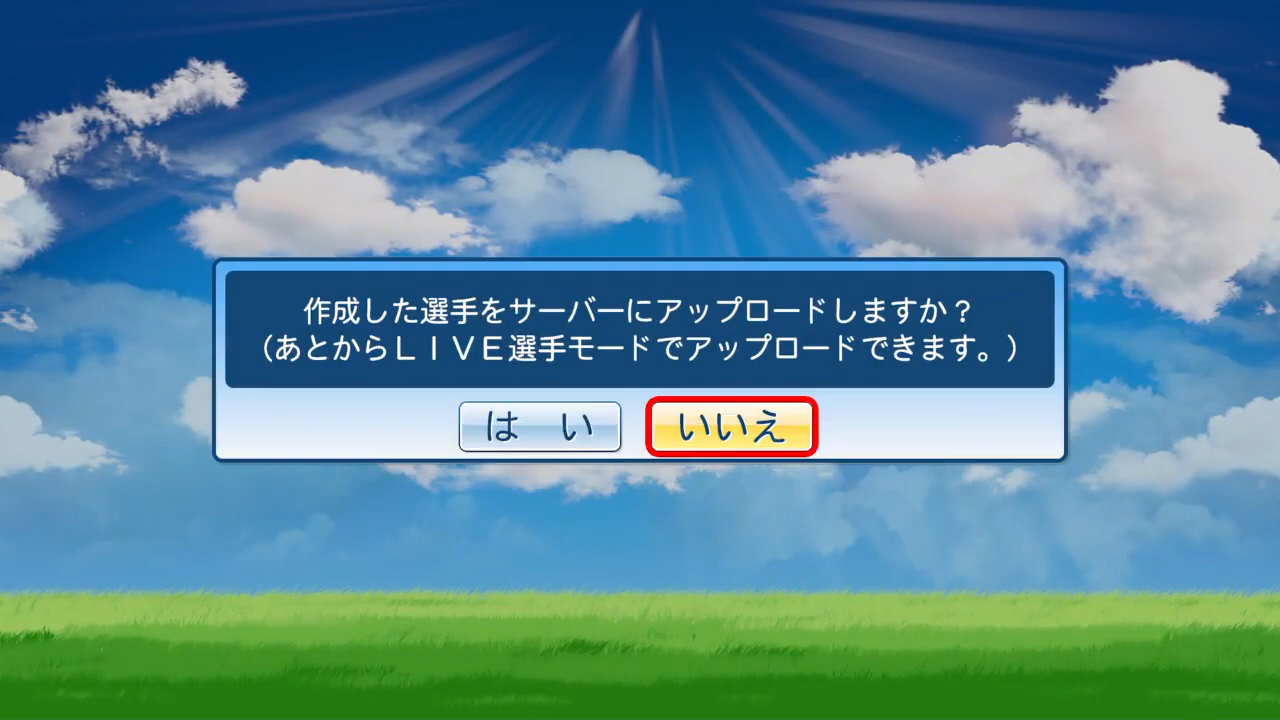 作成した選手をサーバーにアップロードしますか？
（あとからＬＩＶＥ選手モードでアップロードできます。）
は　い
いいえ